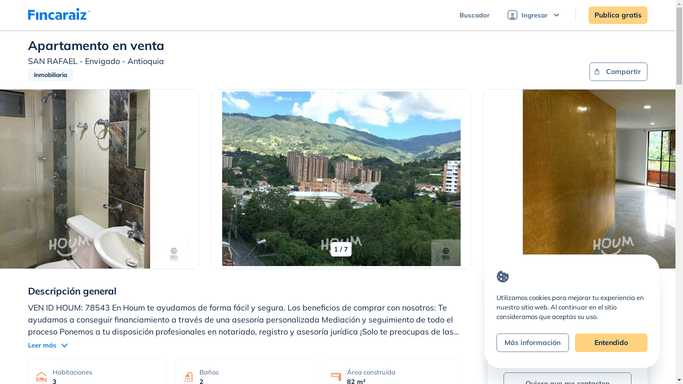 Fincaraiz
Buscador
Ingresar
Publica gratis
Apartamento en venta
SAN RAFAEL - Envigado - Antioquia
Inmobiliaria
Compartir
HOUM
HOUM
HOUM
1 / 7
Descripción general
VEN ID HOUM: 78543 En Houm te ayudamos de forma fácil y segura. Los beneficios de comprar con nosotros: Te
ayudamos a conseguir financiamiento a través de una asesoría personalizada Mediación y seguimiento de todo el
proceso Ponemos a tu disposición profesionales en notariado, registro y asesoría jurídica ¡Solo te preocupas de las...
Leer más
Habitaciones
3
Baños
2
Área construida
82 m²
Utilizamos cookies para mejorar tu experiencia en
nuestro sitio web. Al continuar en el sitio
consideramos que aceptas su uso.
Más información
Entendido
Quiero que me contacten